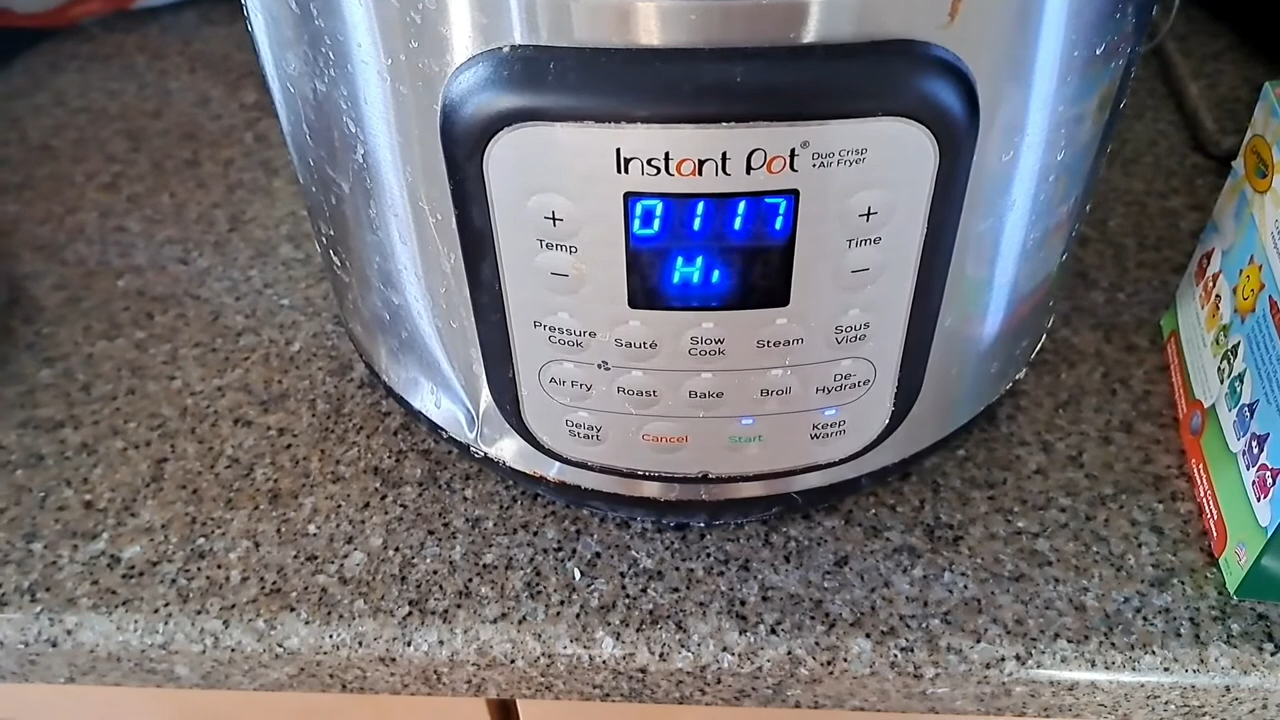 Instant Pot® Duo Crisp
+Air Fryer
0117
Hi
+ Temp −
+ Time −
Pressure
Cook
Sauté
Slow
Cook
Steam
Sous
Vide
Air Fry
Roast
Bake
Broil
De-
Hydrate
Delay
Start
Cancel
Start
Keep
Warm